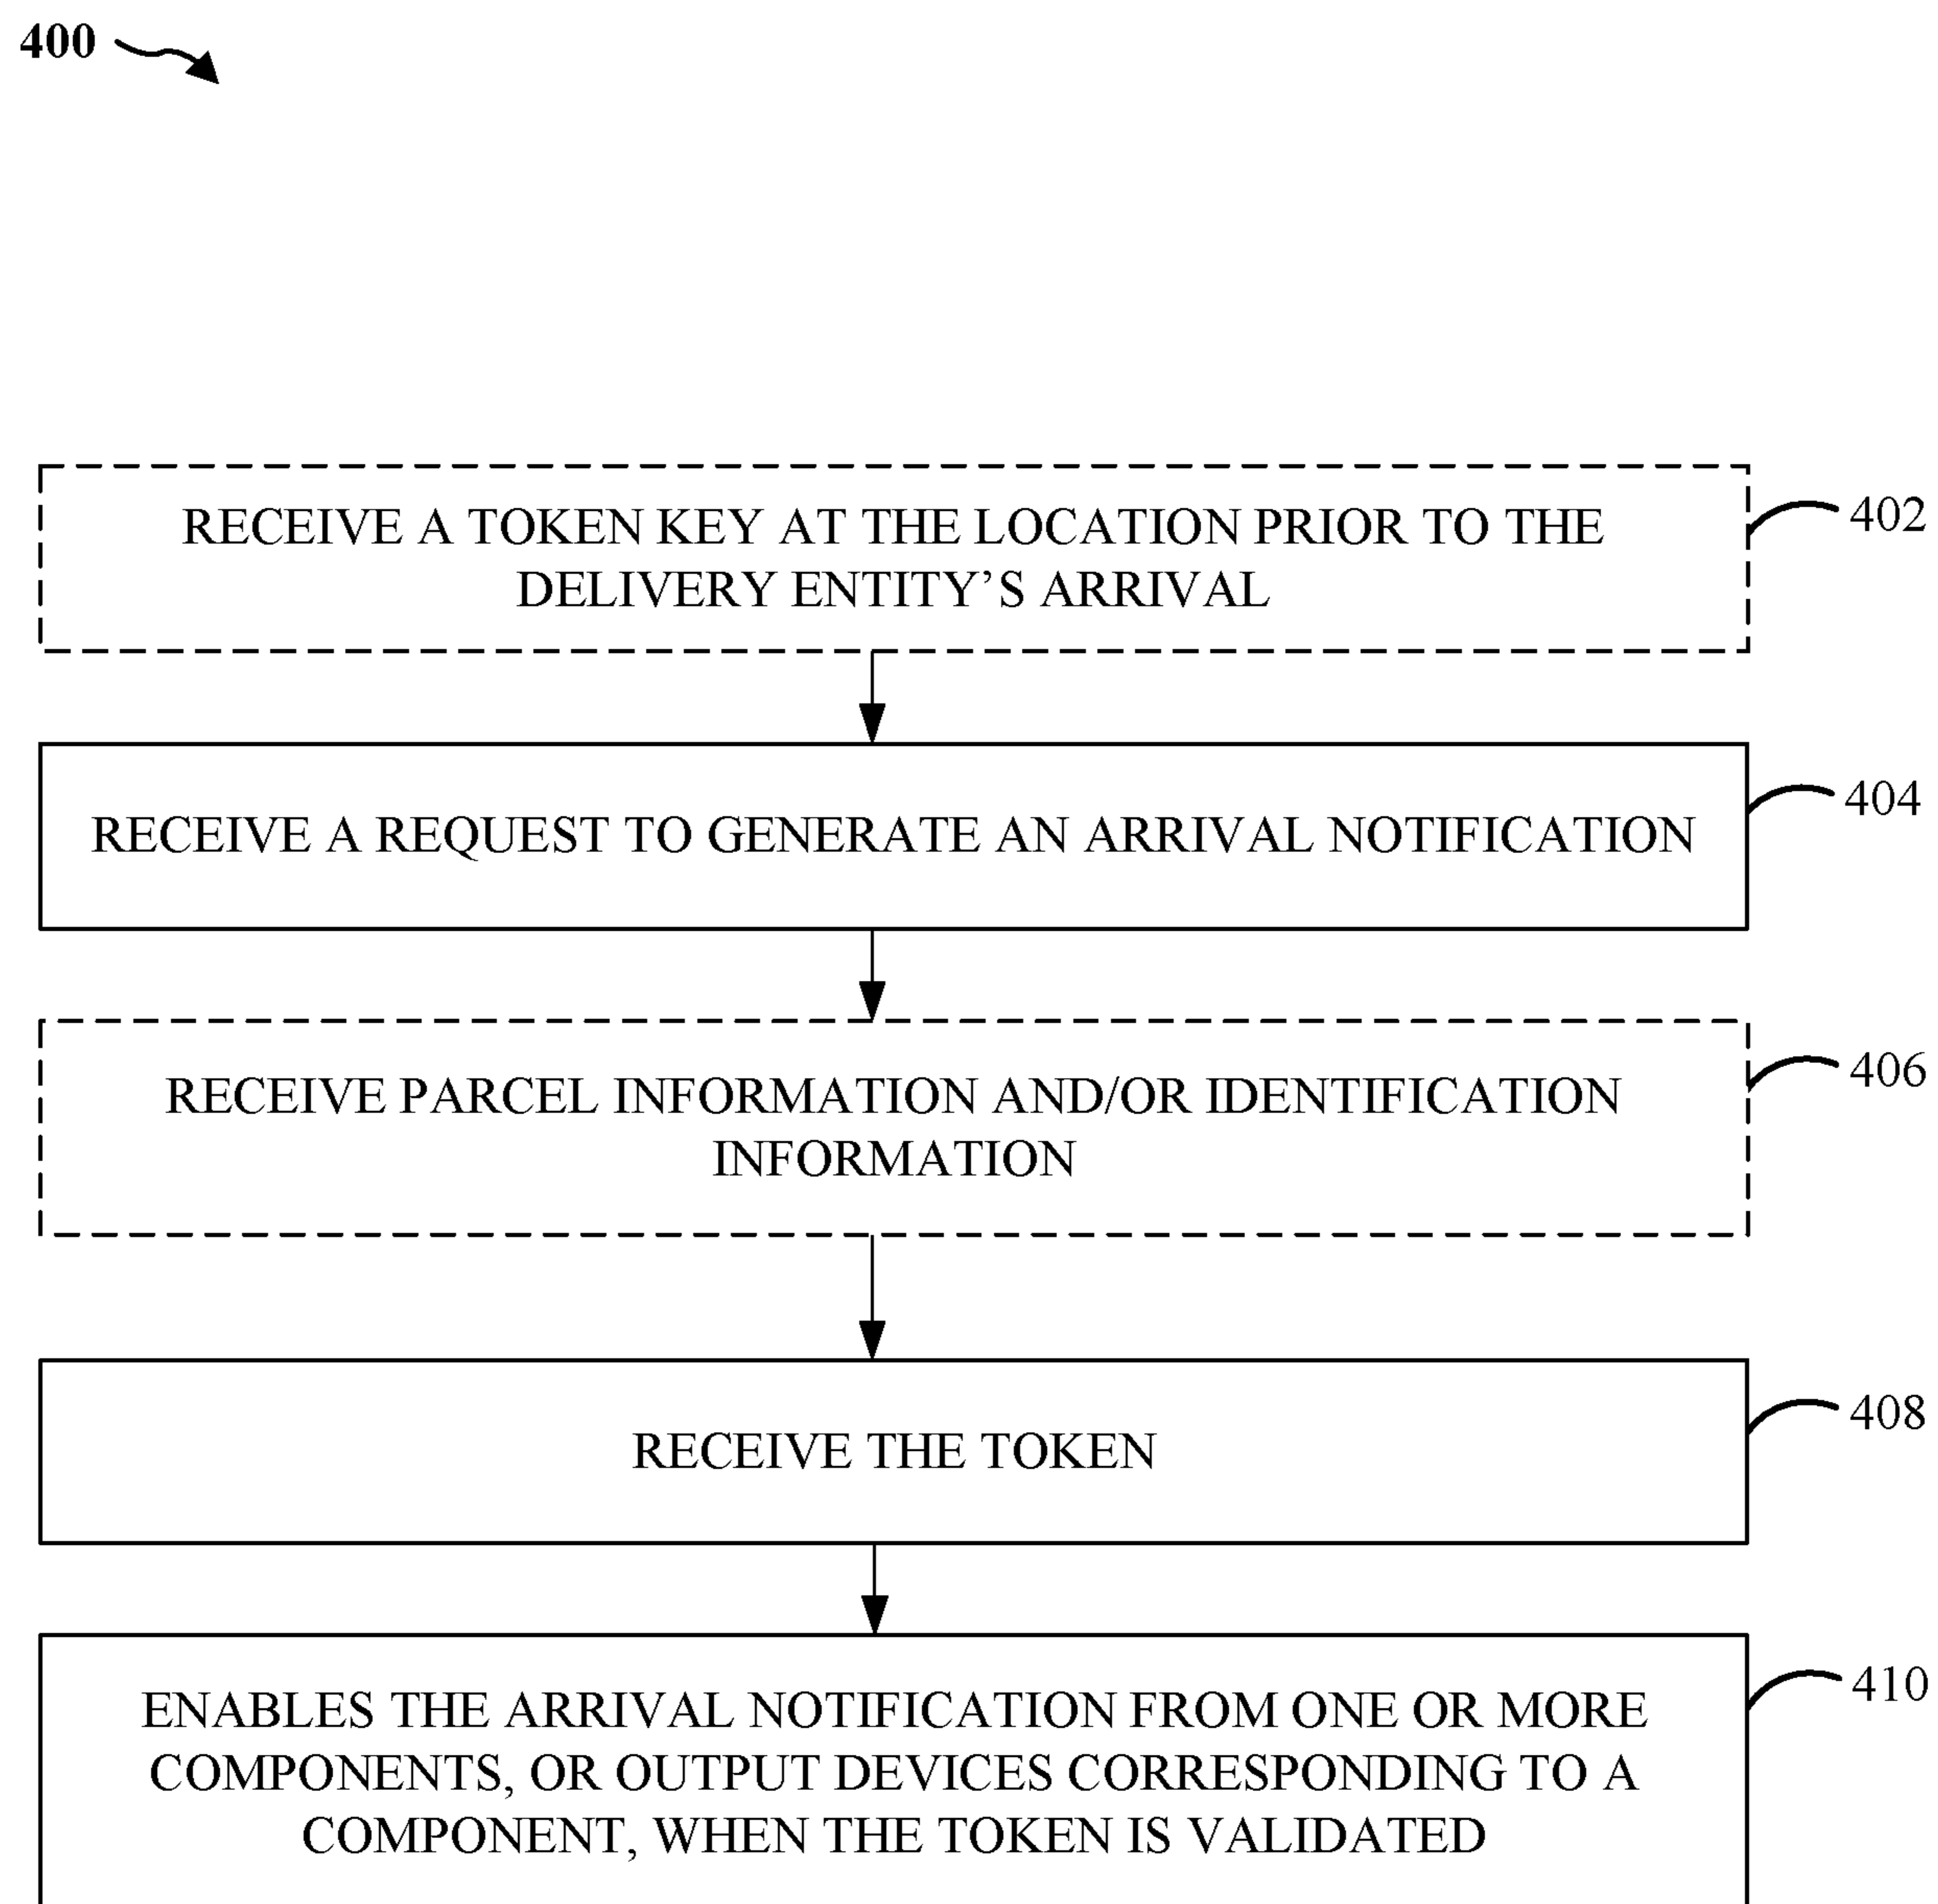 400
RECEIVE A TOKEN KEY AT THE LOCATION PRIOR TO THE
DELIVERY ENTITY’S ARRIVAL
402
RECEIVE A REQUEST TO GENERATE AN ARRIVAL NOTIFICATION
404
RECEIVE PARCEL INFORMATION AND/OR IDENTIFICATION
INFORMATION
406
RECEIVE THE TOKEN
408
ENABLES THE ARRIVAL NOTIFICATION FROM ONE OR MORE
COMPONENTS, OR OUTPUT DEVICES CORRESPONDING TO A
COMPONENT, WHEN THE TOKEN IS VALIDATED
410